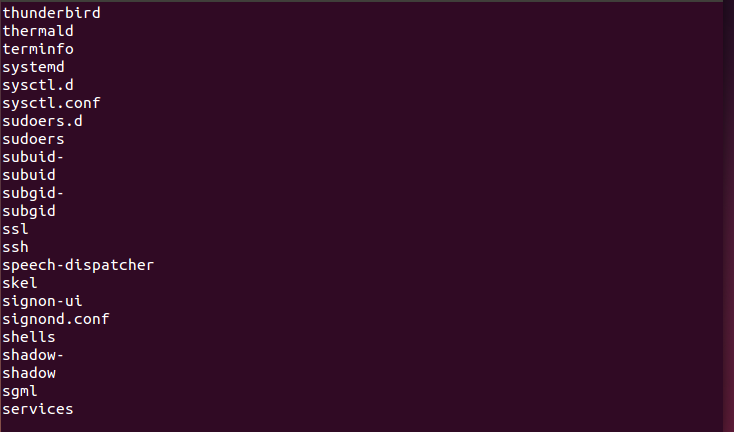 thunderbird
thermald
terminfo
systemd
sysctl.d
sysctl.conf
sudoers.d
sudoers
subuid-
subuid
subgid-
subgid
ssl
ssh
speech-dispatcher
skel
signon-ui
signond.conf
shells
shadow-
shadow
sgml
services